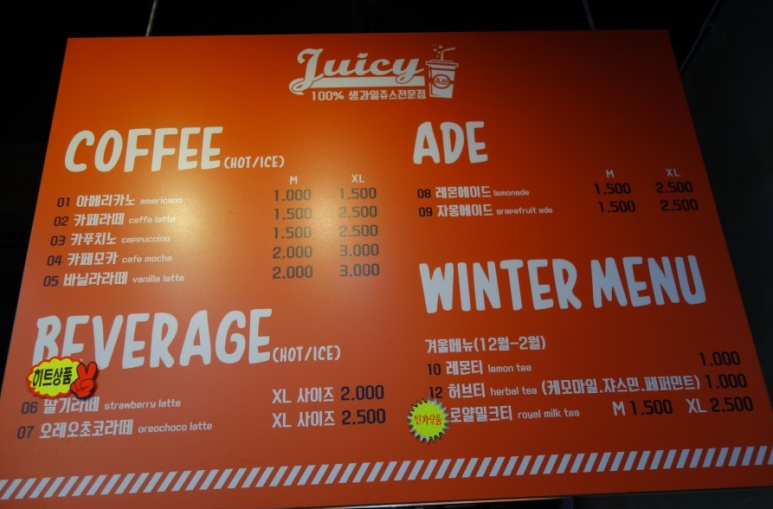 Juicy
100% 생과일쥬스전문점
COFFEE (HOT/ICE)
M XL
01 아메리카노 americano 1.000 1.500
02 카페라떼 caffe latte 1.500 2.500
03 카푸치노 cappuccino 1.500 2.500
04 카페모카 cafe mocha 2.000 3.000
05 바닐라라떼 vanilla latte 2.000 3.000
BEVERAGE (HOT/ICE)
히트상품
06 딸기라떼 strawberry latte XL 사이즈 2.000
07 오레오초코라떼 oreochoco latte XL 사이즈 2.500
ADE
M XL
08 레몬에이드 lemonade 1.500 2.500
09 자몽에이드 grapefruit ade 1.500 2.500
WINTER MENU
겨울메뉴(12월-2월)
10 레몬티 lemon tea 1.000
12 허브티 herbal tea (캐모마일.쟈스민.페퍼민트) 1.000
인기상품
로얄밀크티 royal milk tea M 1.500 XL 2.500